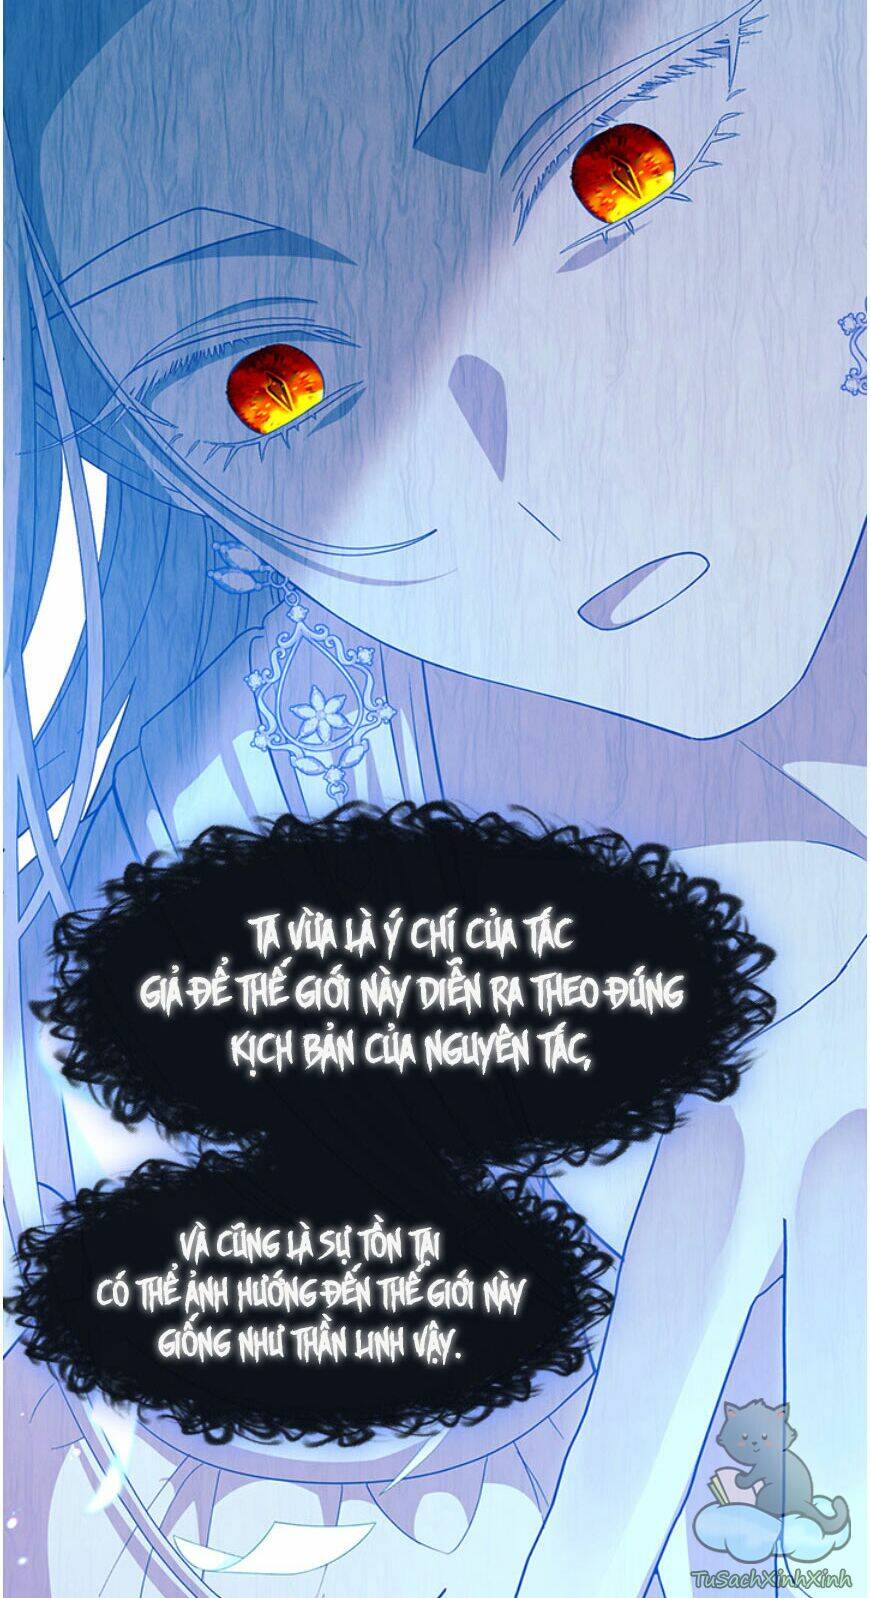 TA VỪA LÀ Ý CHÍ CỦA TÁC
GIẢ ĐỂ THẾ GIỚI NÀY DIỄN RA THEO ĐÚNG
KỊCH BẢN CỦA NGUYÊN TÁC,
VÀ CŨNG LÀ SỰ TỒN TẠI
CÓ THỂ ẢNH HƯỚNG ĐẾN THẾ GIỚI NÀY
GIỐNG NHƯ THẦN LINH VẬY.
TuSachXinhXinh